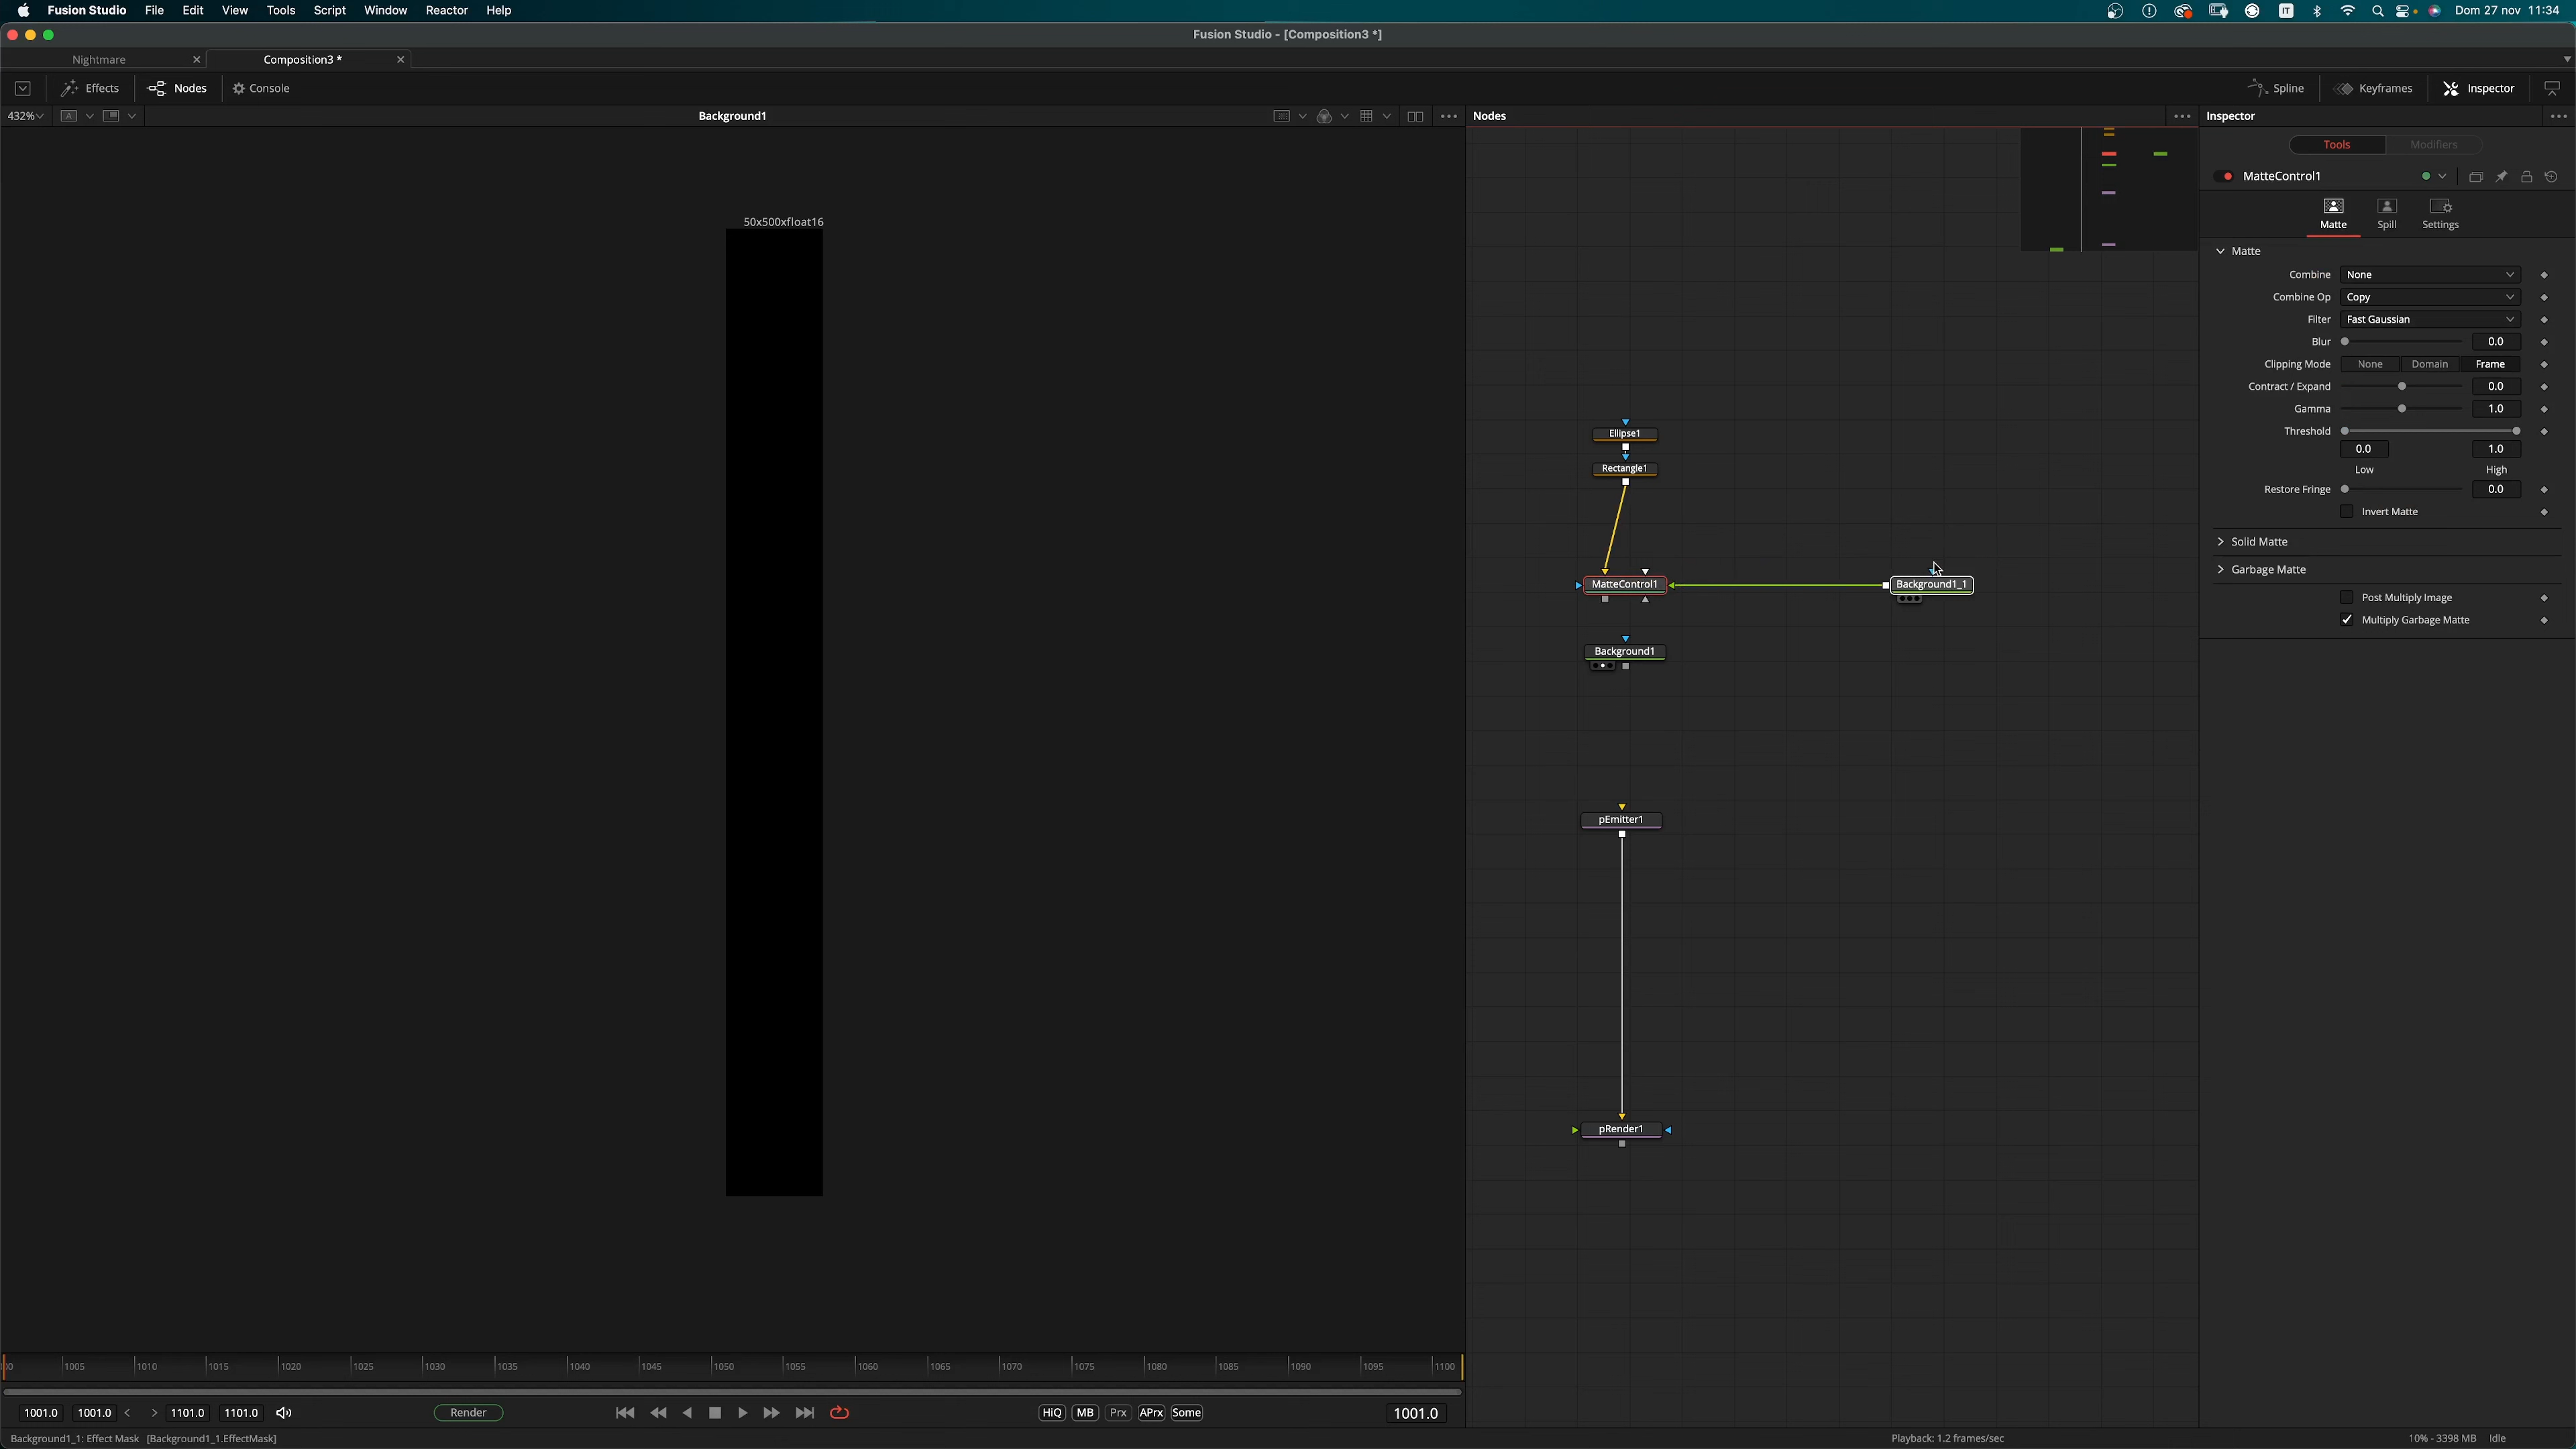 Fusion Studio File Edit View Tools Script Window Reactor Help IT Dom 27 nov 11:34
Fusion Studio - [Composition3 *]
Nightmare Composition3 *
Effects Nodes Console Spline Keyframes Inspector
432% A Background1 Nodes Inspector
Tools Modifiers
MatteControl1
Matte Spill Settings
Matte
Combine None
Combine Op Copy
Filter Fast Gaussian
Blur 0.0
Clipping Mode None Domain Frame
Contract / Expand 0.0
Gamma 1.0
Threshold
0.0 1.0
Low High
Restore Fringe 0.0
Invert Matte
Solid Matte
Garbage Matte
Post Multiply Image
Multiply Garbage Matte
50x500xfloat16
Ellipse1
Rectangle1
MatteControl1 Background1_1
Background1
pEmitter1
pRender1
1005 1010 1015 1020 1025 1030 1035 1040 1045 1050 1055 1060 1065 1070 1075 1080 1085 1090 1095 1100
1001.0 1001.0 < > 1101.0 1101.0 Render HiQ MB Prx APrx Some 1001.0
Background1_1: Effect Mask [Background1_1.EffectMask] Playback: 1.2 frames/sec 10% - 3398 MB Idle